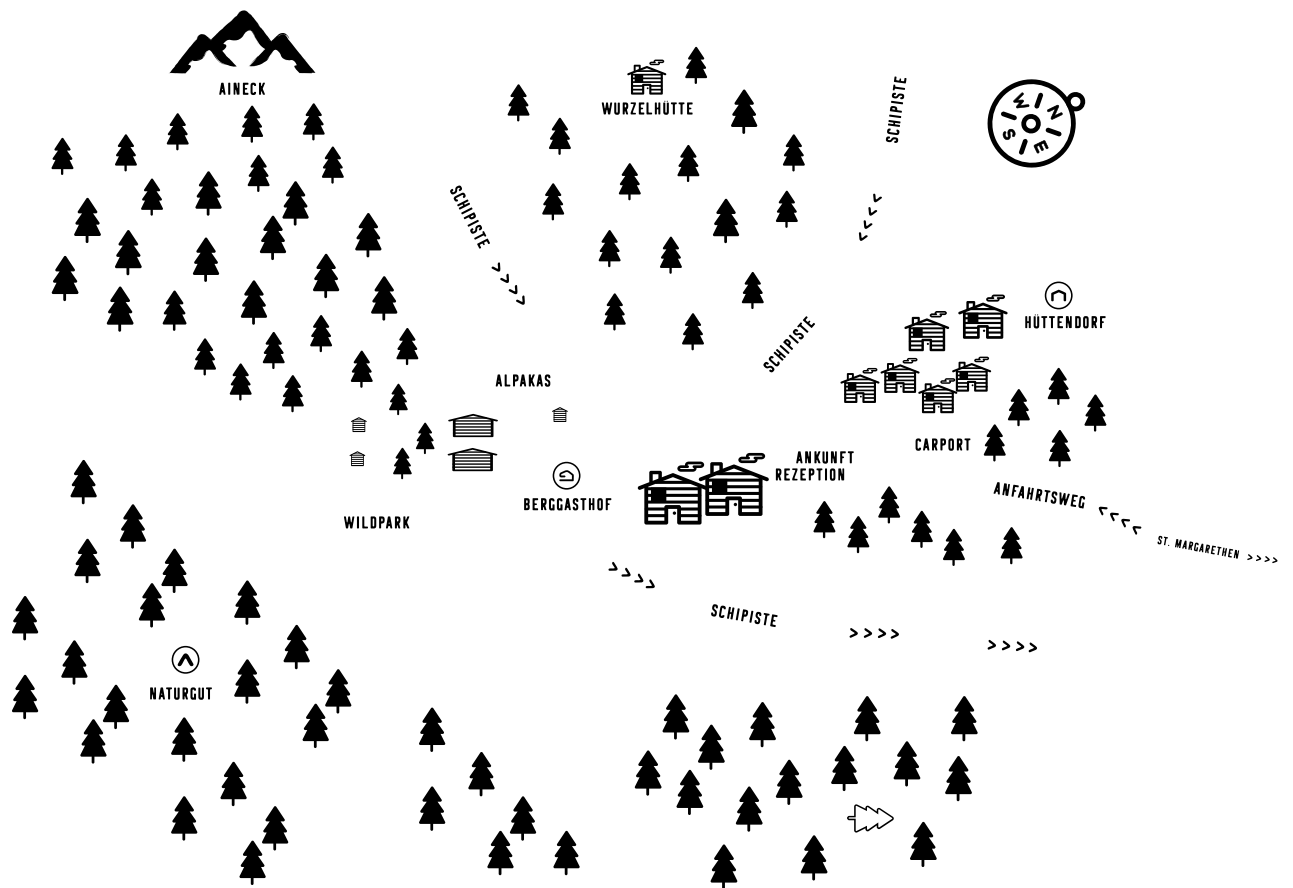 AINECK
WURZELHÜTTE
SCHIPISTE
N
W
E
S
SCHIPISTE
HÜTTENDORF
SCHIPISTE
ALPAKAS
CARPORT
ANKUNFT
REZEPTION
BERGGASTHOF
ANFAHRTSWEG
WILDPARK
ST. MARGARETHEN >>>>
SCHIPISTE
>>>> >>>>
NATURGUT